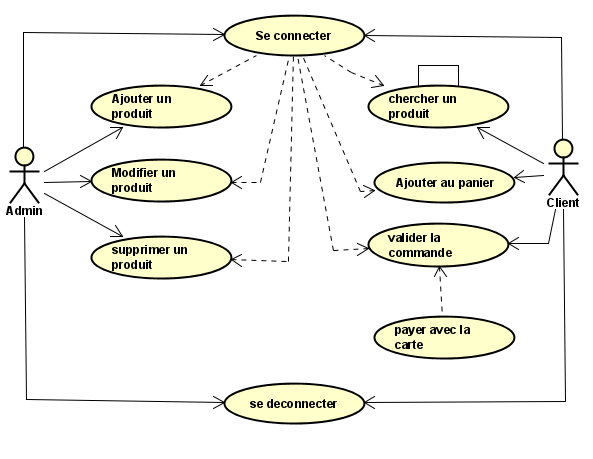 Se connecter
Ajouter un
produit
chercher un
produit
Modifier un
produit
Ajouter au panier
Admin
Client
supprimer un
produit
valider la
commande
payer avec la
carte
se deconnecter